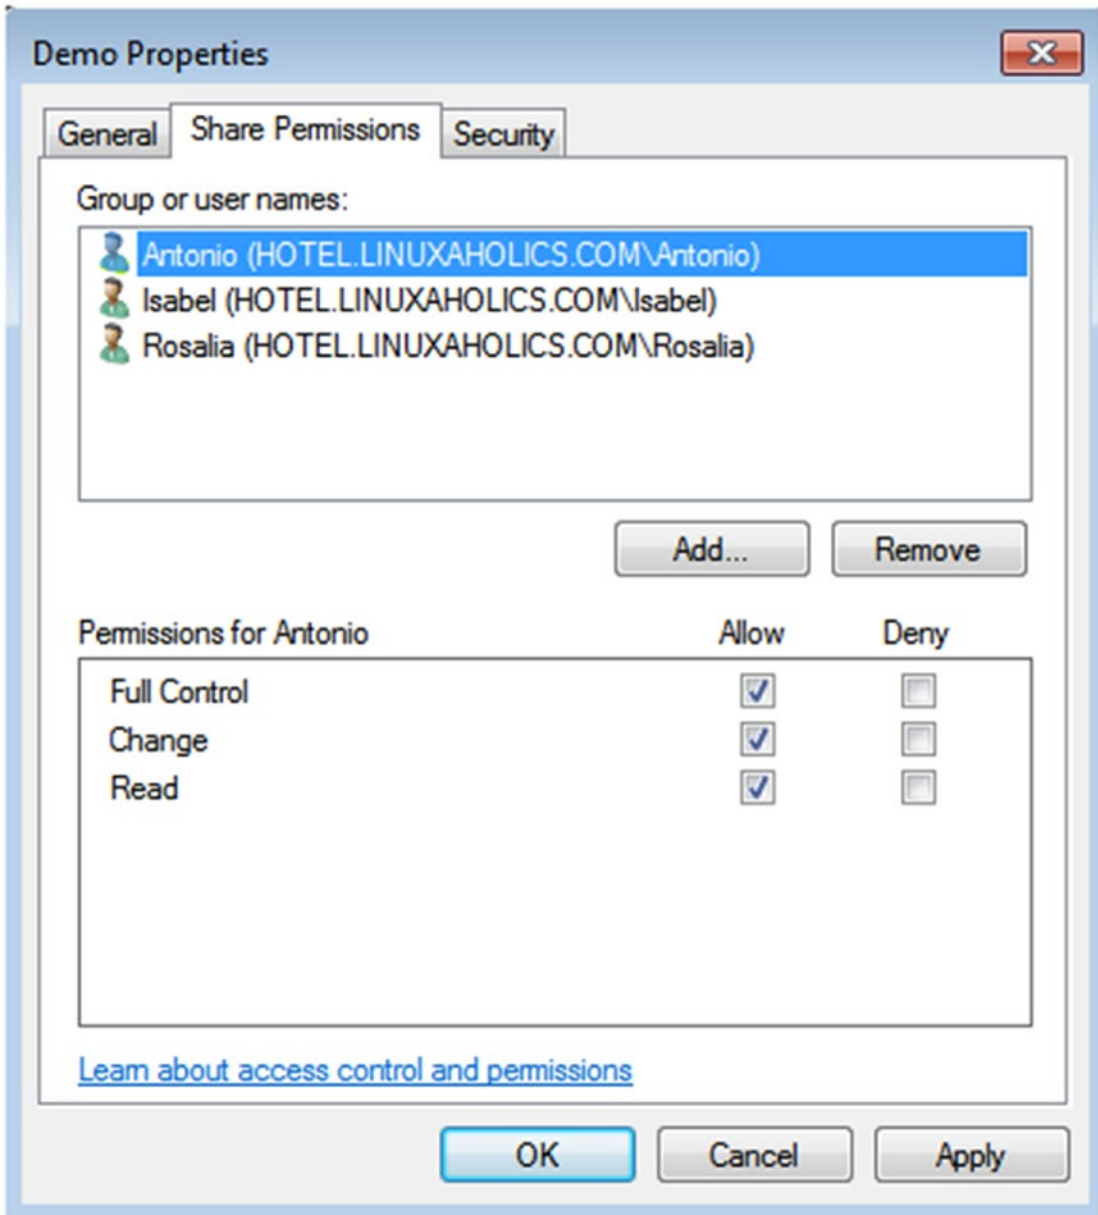 Demo Properties
General Share Permissions Security
Group or user names:
Antonio (HOTEL.LINUXAHOLICS.COM\Antonio)
Isabel (HOTEL.LINUXAHOLICS.COM\Isabel)
Rosalia (HOTEL.LINUXAHOLICS.COM\Rosalia)
Add... Remove
Permissions for Antonio Allow Deny
Full Control
Change
Read
Learn about access control and permissions
OK Cancel Apply